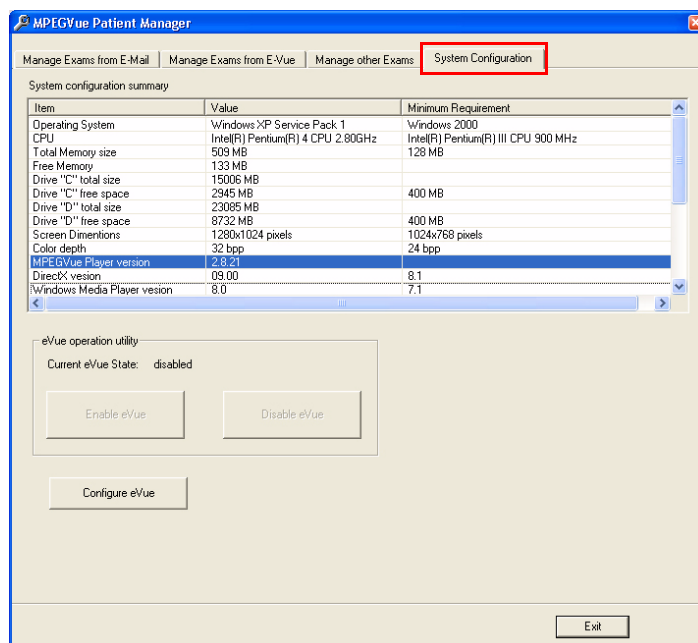 MPEGVue Patient Manager
Manage Exams from E-Mail Manage Exams from E-Vue Manage other Exams System Configuration
System configuration summary
Item Value Minimum Requirement
Operating System Windows XP Service Pack 1 Windows 2000
CPU Intel(R) Pentium(R) 4 CPU 2.80GHz Intel(R) Pentium(R) III CPU 900 MHz
Total Memory size 509 MB 128 MB
Free Memory 133 MB
Drive "C" total size 15006 MB
Drive "C" free space 2945 MB 400 MB
Drive "D" total size 23085 MB
Drive "D" free space 8732 MB 400 MB
Screen Dimentions 1280x1024 pixels 1024x768 pixels
Color depth 32 bpp 24 bpp
MPEGVue Player version 2.8.21
DirectX vesion 09.00 8.1
Windows Media Player vesion 8.0 7.1
eVue operation utility
Current eVue State: disabled
Enable eVue Disable eVue
Configure eVue
Exit